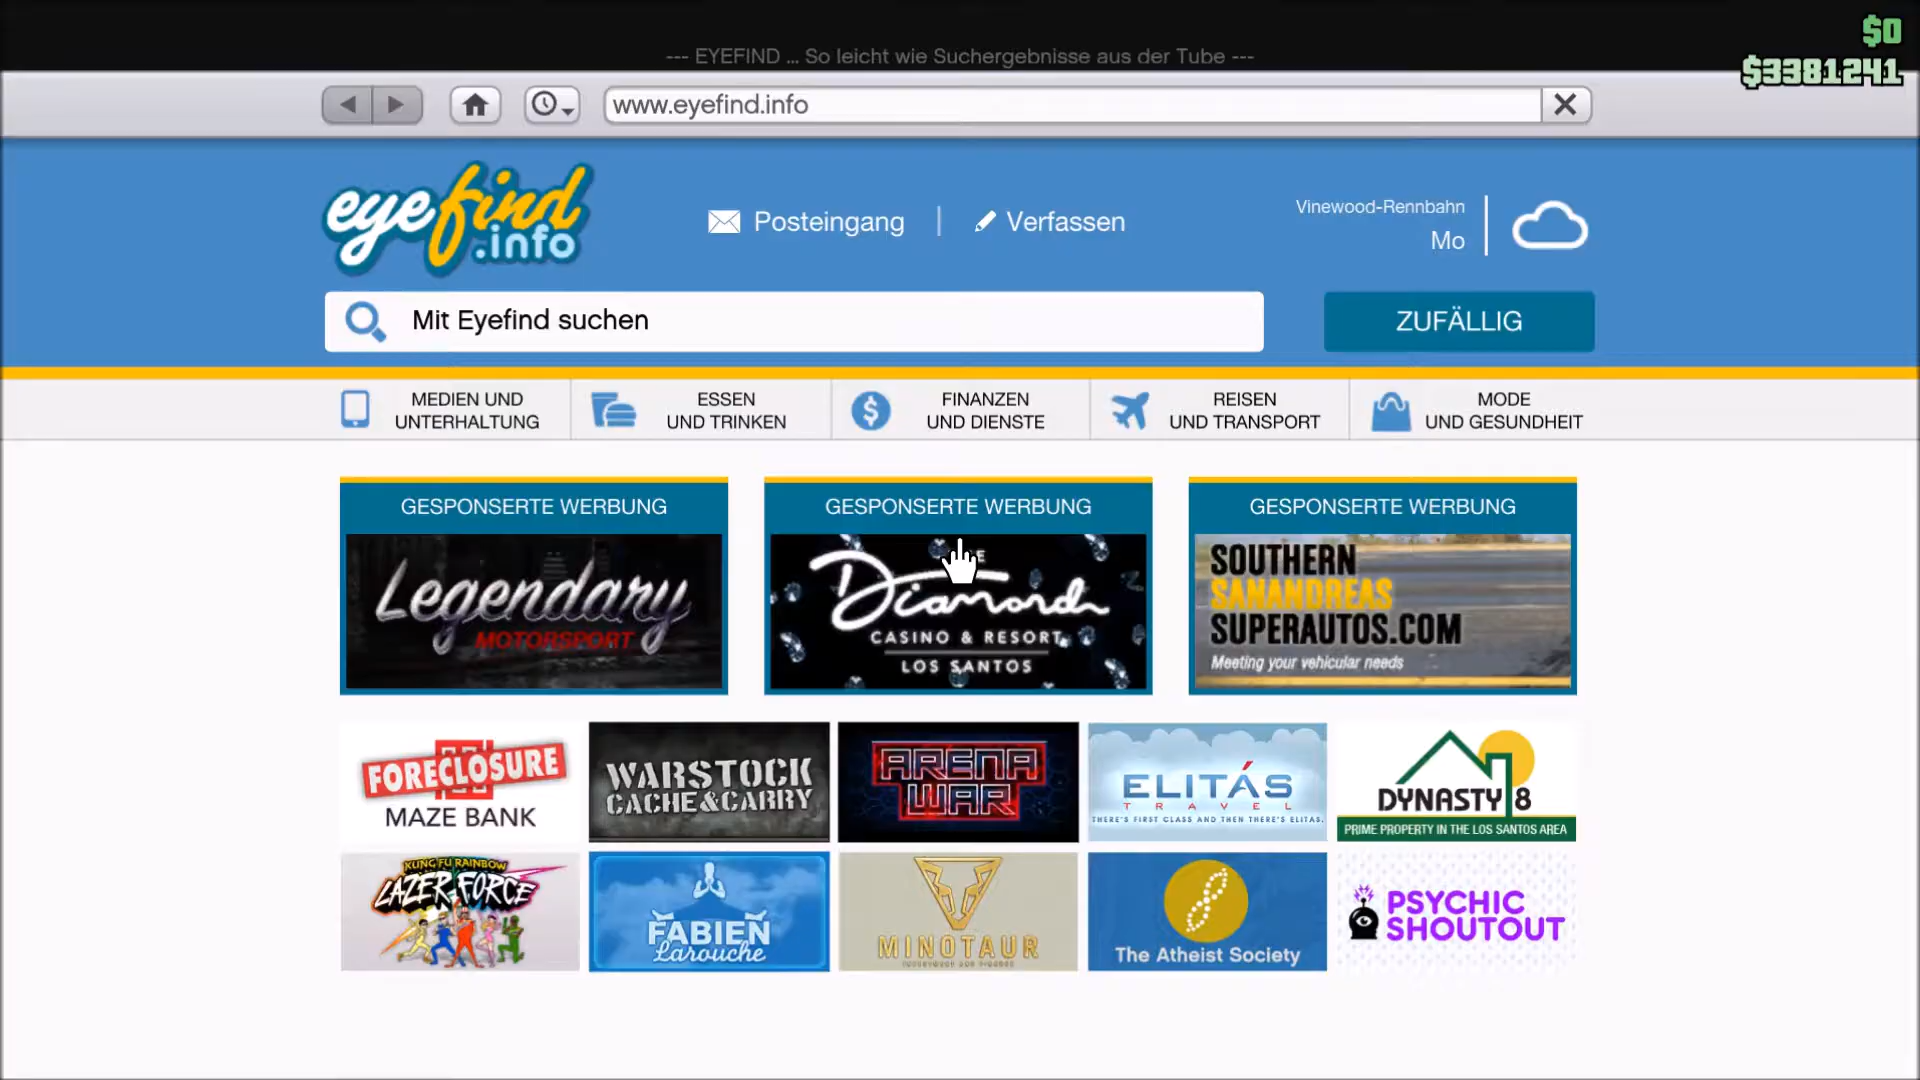 $0
--- EYEFIND ... So leicht wie Suchergebnisse aus der Tube ---
$3381241
www.eyefind.info
eyefind
.info
Posteingang
Verfassen
Vinewood-Rennbahn
Mo
Mit Eyefind suchen
ZUFÄLLIG
MEDIEN UND
UNTERHALTUNG
ESSEN
UND TRINKEN
FINANZEN
UND DIENSTE
REISEN
UND TRANSPORT
MODE
UND GESUNDHEIT
GESPONSERTE WERBUNG
Legendary
MOTORSPORT
GESPONSERTE WERBUNG
Diamond
CASINO & RESORT
LOS SANTOS
GESPONSERTE WERBUNG
SOUTHERN
SANANDREAS
SUPERAUTOS.COM
Meeting your vehicular needs
FORECLOSURE
MAZE BANK
WARSTOCK
CACHE&CARRY
ARENA
WAR
ELITÁS
TRAVEL
THERE'S FIRST CLASS AND THEN THERE'S ELITAS.
DYNASTY 8
PRIME PROPERTY IN THE LOS SANTOS AREA
KUNG FU RAINBOW
LAZER FORCE
FABIEN
Larouche
MINOTAUR
The Atheist Society
PSYCHIC
SHOUTOUT